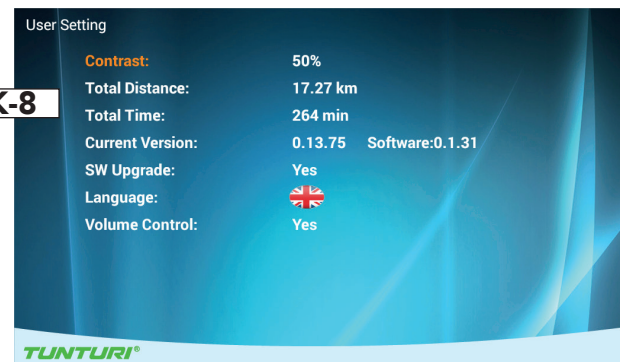 User Setting
Contrast: 50%
Total Distance: 17.27 km
K-8
Total Time: 264 min
Current Version: 0.13.75 Software:0.1.31
SW Upgrade: Yes
Language:
Volume Control: Yes
TUNTURI®